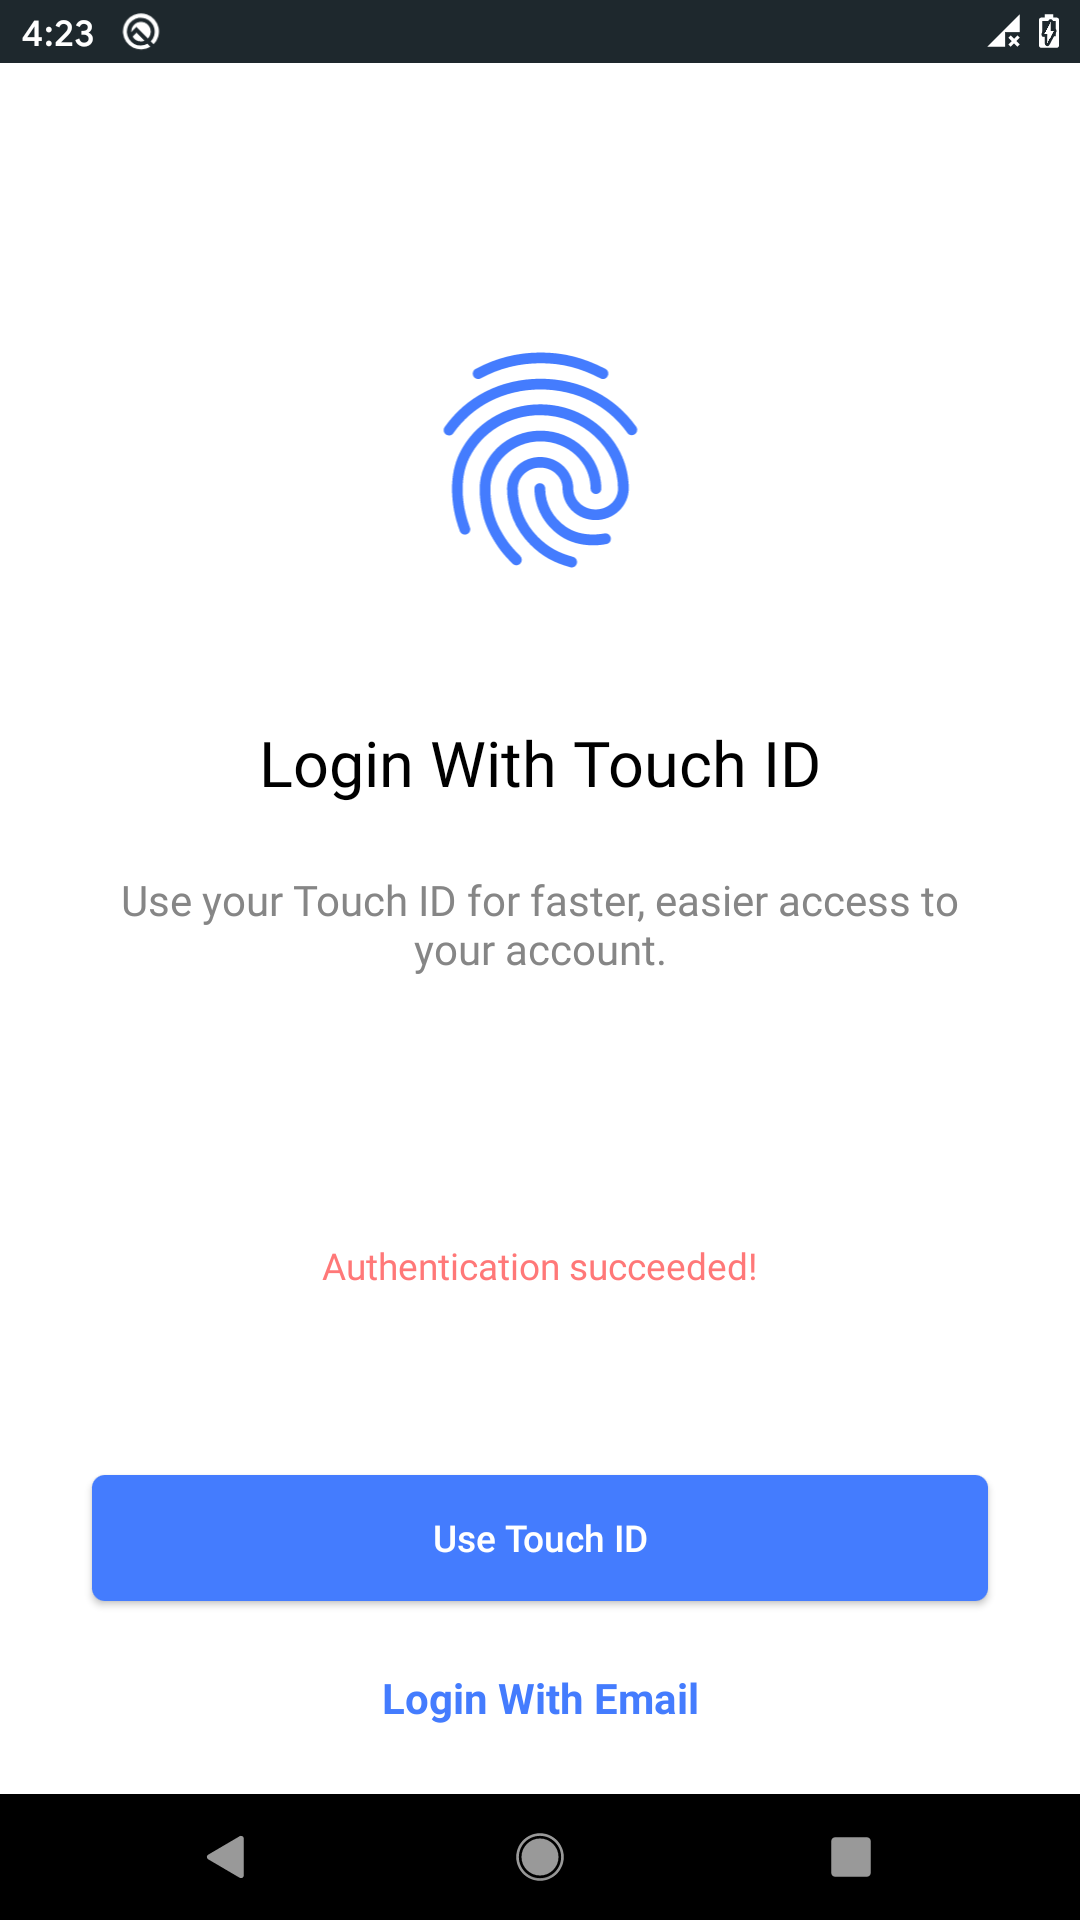 4:23
Login With Touch ID
Use your Touch ID for faster, easier access to
your account.
Authentication succeeded!
Use Touch ID
Login With Email